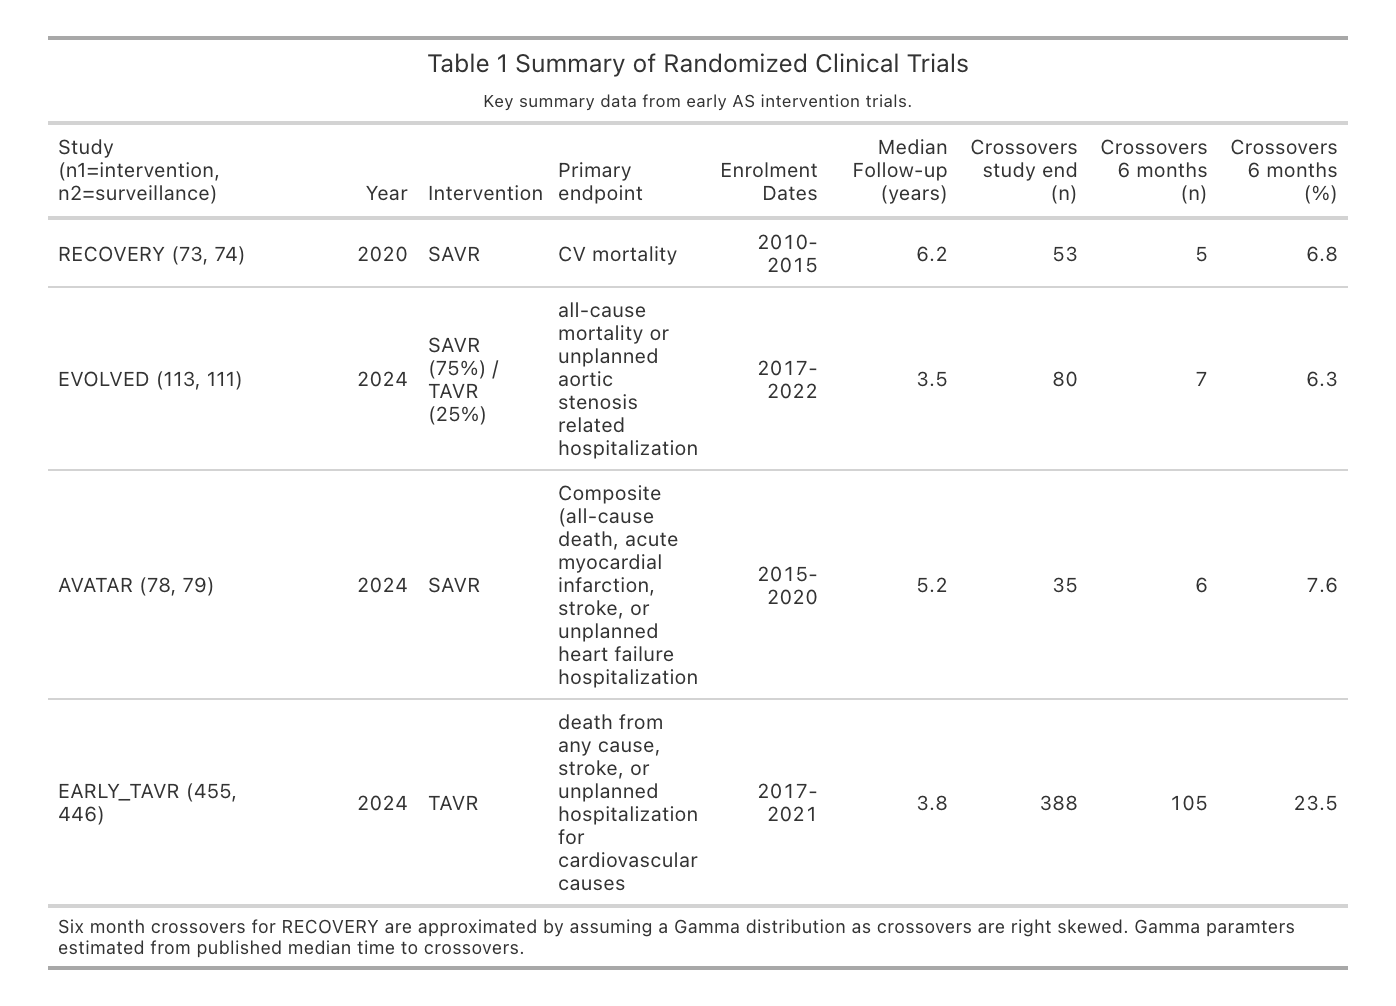 Table 1 Summary of Randomized Clinical Trials
Key summary data from early AS intervention trials.
Study
(n1=intervention,
n2=surveillance)
Year
Intervention
Primary
endpoint
Enrolment
Dates
Median
Follow-up
(years)
Crossovers
study end
(n)
Crossovers
6 months
(n)
Crossovers
6 months
(%)
RECOVERY (73, 74)
2020
SAVR
CV mortality
2010-
2015
6.2
53
5
6.8
EVOLVED (113, 111)
2024
SAVR
(75%) /
TAVR
(25%)
all-cause
mortality or
unplanned
aortic
stenosis
related
hospitalization
2017-
2022
3.5
80
7
6.3
AVATAR (78, 79)
2024
SAVR
Composite
(all-cause
death, acute
myocardial
infarction,
stroke, or
unplanned
heart failure
hospitalization
2015-
2020
5.2
35
6
7.6
EARLY_TAVR (455,
446)
2024
TAVR
death from
any cause,
stroke, or
unplanned
hospitalization
for
cardiovascular
causes
2017-
2021
3.8
388
105
23.5
Six month crossovers for RECOVERY are approximated by assuming a Gamma distribution as crossovers are right skewed. Gamma paramters
estimated from published median time to crossovers.